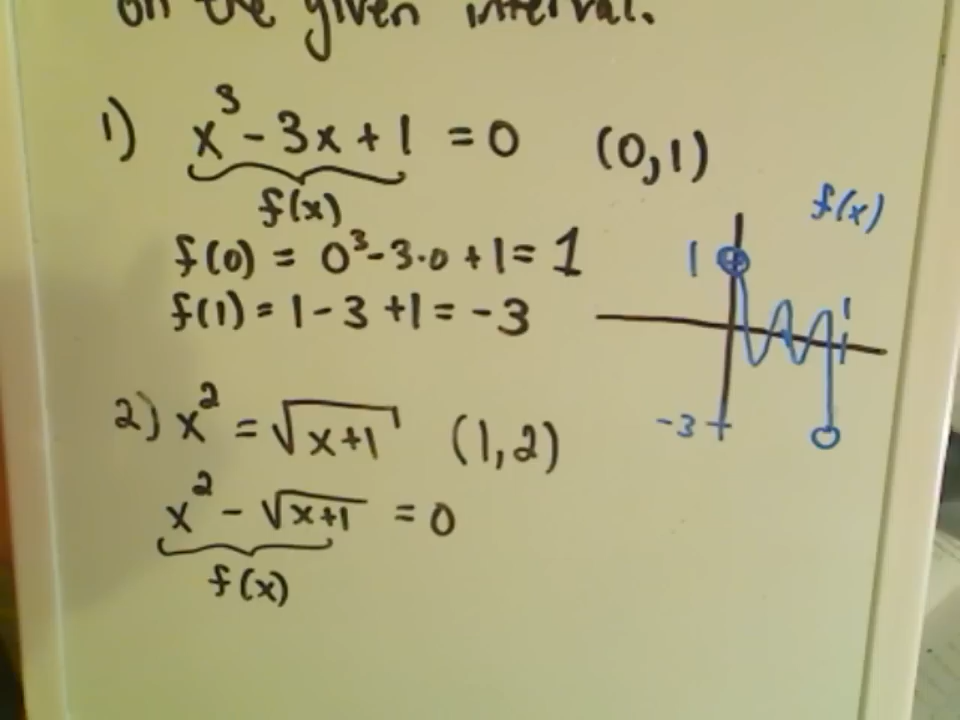 on the given interval.
1) x³ - 3x + 1 = 0 (0,1)
f(x)
f(0) = 0³ - 3·0 + 1 = 1
f(1) = 1 - 3 + 1 = -3
f(x)
1
1
-3
2) x² = √(x+1) (1,2)
x² - √(x+1) = 0
f(x)